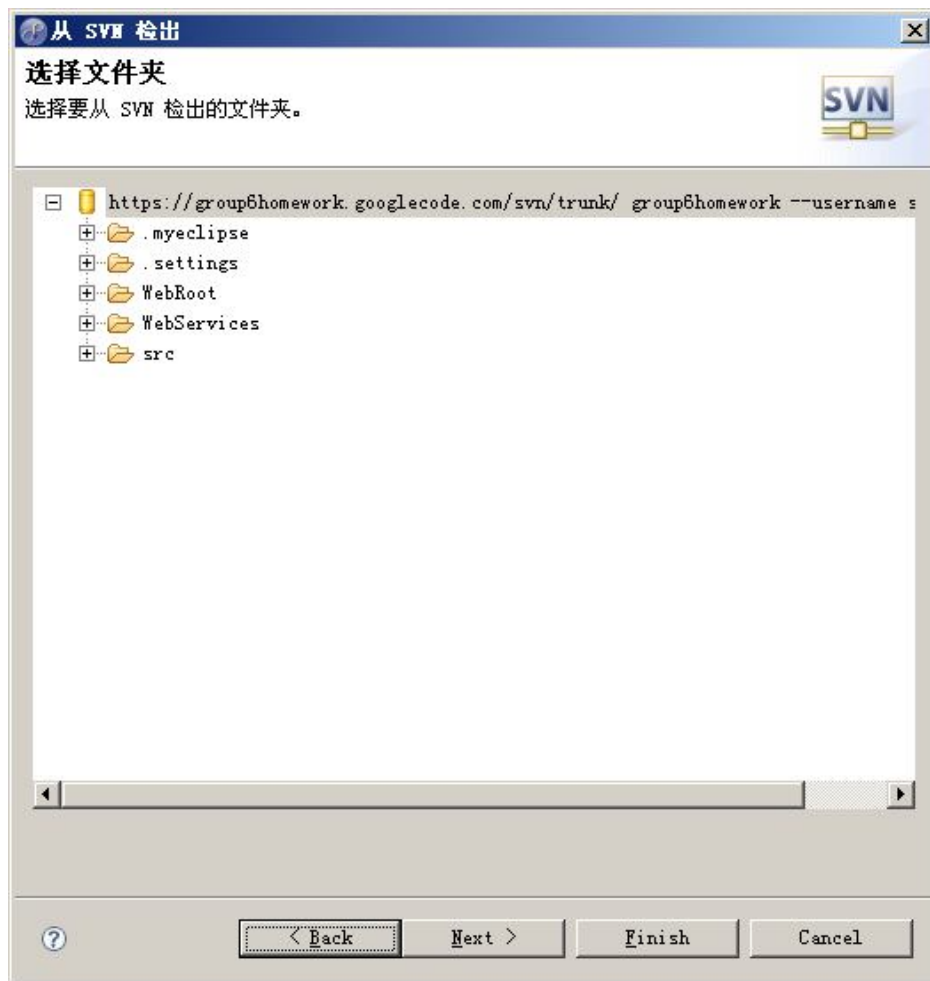 从 SVN 检出
选择文件夹
选择要从 SVN 检出的文件夹。
SVN
https://group6homework.googlecode.com/svn/trunk/ group6homework --username s
.myeclipse
.settings
WebRoot
WebServices
src
?
< Back
Next >
Finish
Cancel